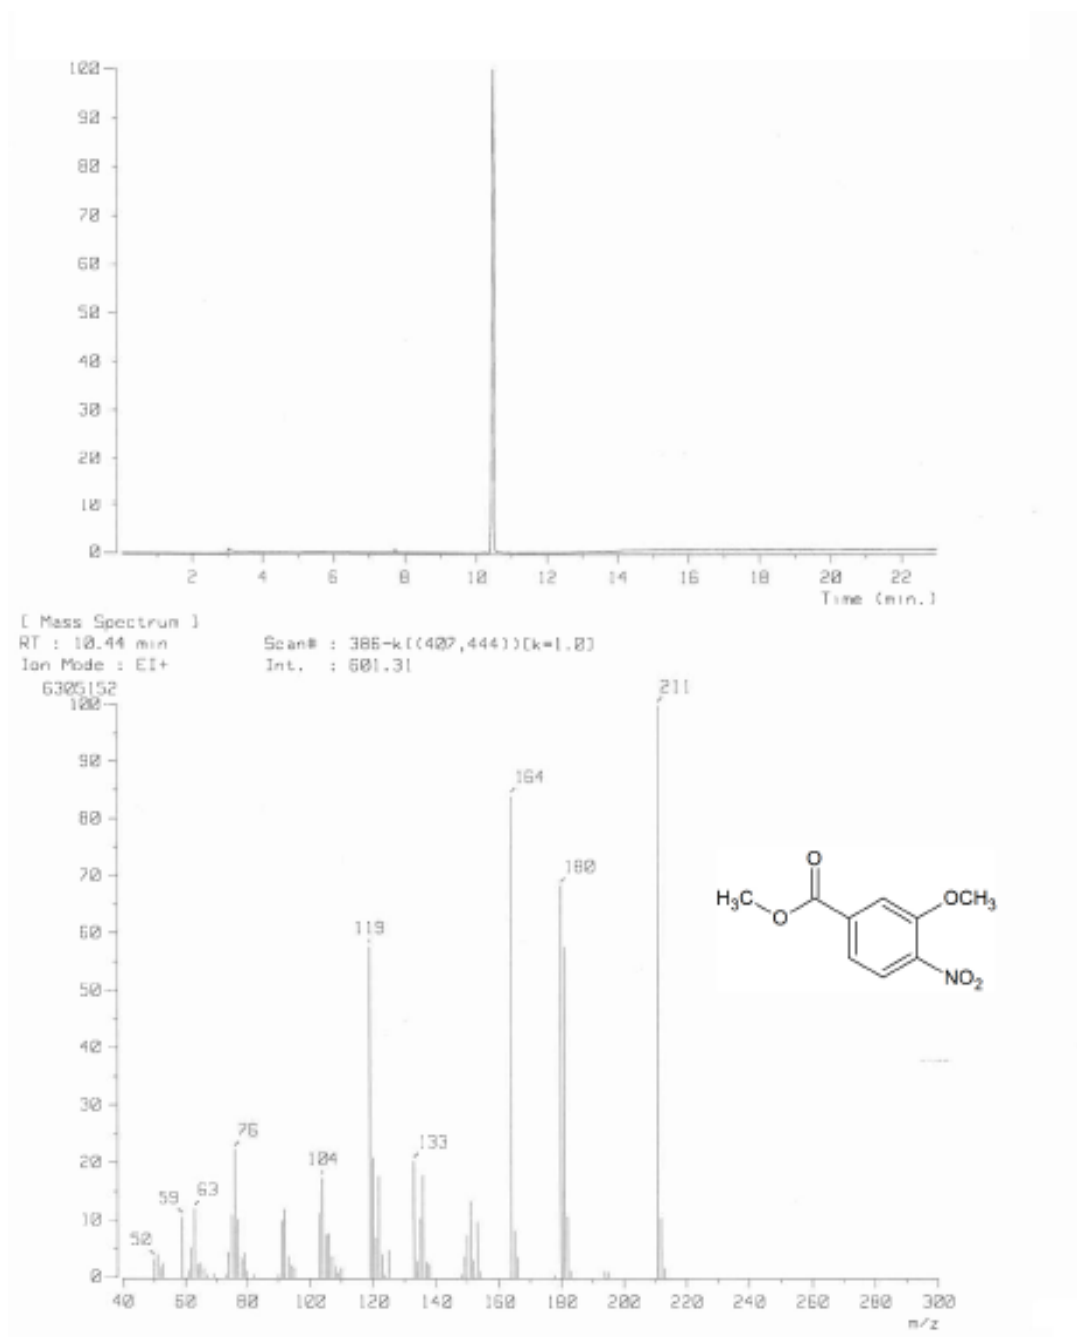 100
90
80
70
60
50
40
30
20
10
0
2 4 6 8 10 12 14 16 18 20 22
Time (min.)
[ Mass Spectrum ]
RT : 10.44 min Scan# : 386-k((407,444))[k=1.0]
Ion Mode : EI+ Int. : 601.31
6305152
100
90
80
70
60
50
40
30
20
10
0
211
164
180
119
76
133
104
59
63
50
O
H3C
O
OCH3
NO2
40 60 80 100 120 140 160 180 200 220 240 260 280 300
m/z